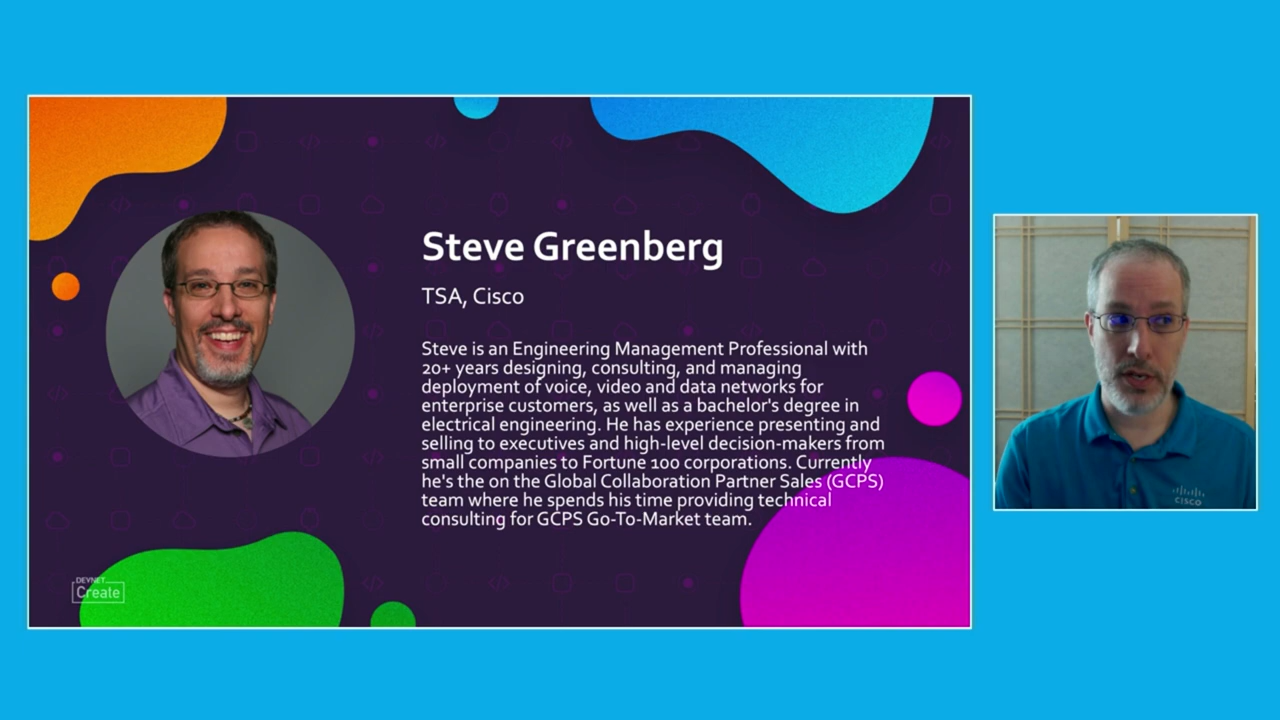 Steve Greenberg
TSA, Cisco
Steve is an Engineering Management Professional with
20+ years designing, consulting, and managing
deployment of voice, video and data networks for
enterprise customers, as well as a bachelor's degree in
electrical engineering. He has experience presenting and
selling to executives and high-level decision-makers from
small companies to Fortune 100 corporations. Currently
he's the on the Global Collaboration Partner Sales (GCPS)
team where he spends his time providing technical
consulting for GCPS Go-To-Market team.
DEVNET
Create
CISCO